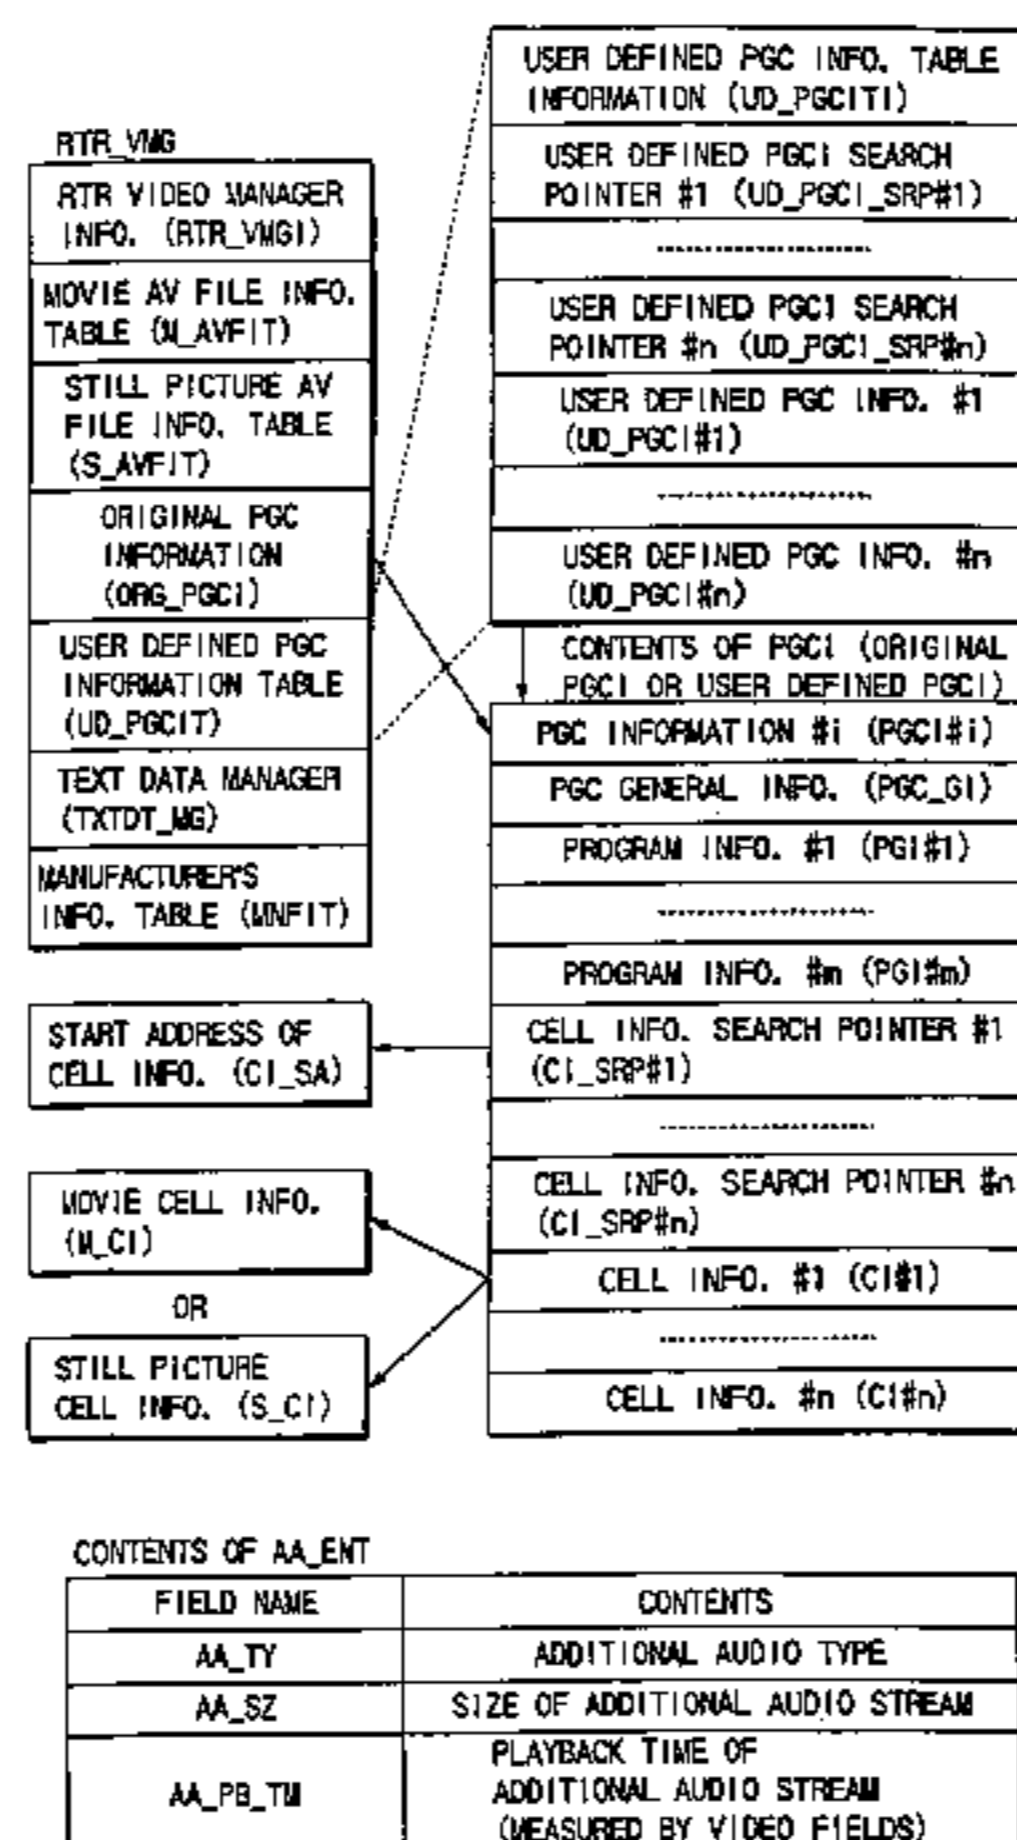 RTR_VMG
RTR VIDEO MANAGER
INFO. (RTR_VMGI)
MOVIE AV FILE INFO.
TABLE (M_AVFIT)
STILL PICTURE AV
FILE INFO. TABLE
(S_AVFIT)
ORIGINAL PGC
INFORMATION
(ORG_PGCI)
USER DEFINED PGC
INFORMATION TABLE
(UD_PGCIT)
TEXT DATA MANAGER
(TXTDT_MG)
MANUFACTURER'S
INFO. TABLE (MNFIT)
START ADDRESS OF
CELL INFO. (CI_SA)
MOVIE CELL INFO.
(M_CI)
OR
STILL PICTURE
CELL INFO. (S_CI)
USER DEFINED PGC INFO. TABLE
INFORMATION (UD_PGCITI)
USER DEFINED PGCI SEARCH
POINTER #1 (UD_PGCI_SRP#1)
USER DEFINED PGCI SEARCH
POINTER #n (UD_PGCI_SRP#n)
USER DEFINED PGC INFO. #1
(UD_PGCI#1)
USER DEFINED PGC INFO. #n
(UD_PGCI#n)
CONTENTS OF PGCI (ORIGINAL
PGCI OR USER DEFINED PGCI)
PGC INFORMATION #i (PGCI#i)
PGC GENERAL INFO. (PGC_GI)
PROGRAM INFO. #1 (PGI#1)
PROGRAM INFO. #m (PGI#m)
CELL INFO. SEARCH POINTER #1
(CI_SRP#1)
CELL INFO. SEARCH POINTER #n
(CI_SRP#n)
CELL INFO. #1 (CI#1)
CELL INFO. #n (CI#n)
CONTENTS OF AA_ENT
FIELD NAME CONTENTS
AA_TY ADDITIONAL AUDIO TYPE
AA_SZ SIZE OF ADDITIONAL AUDIO STREAM
AA_PB_TM
PLAYBACK TIME OF
ADDITIONAL AUDIO STREAM
(MEASURED BY VIDEO FIELDS)